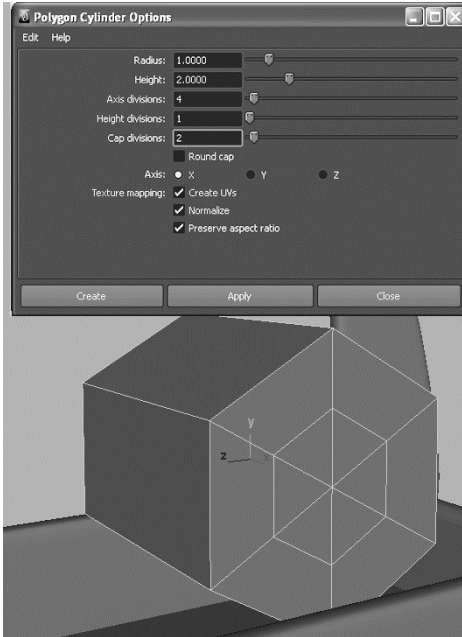 Polygon Cylinder Options
Edit Help
Radius: 1.0000
Height: 2.0000
Axis divisions: 4
Height divisions: 1
Cap divisions: 2
Round cap
Axis: X Y Z
Texture mapping: Create UVs
Normalize
Preserve aspect ratio
Create Apply Close
y
z